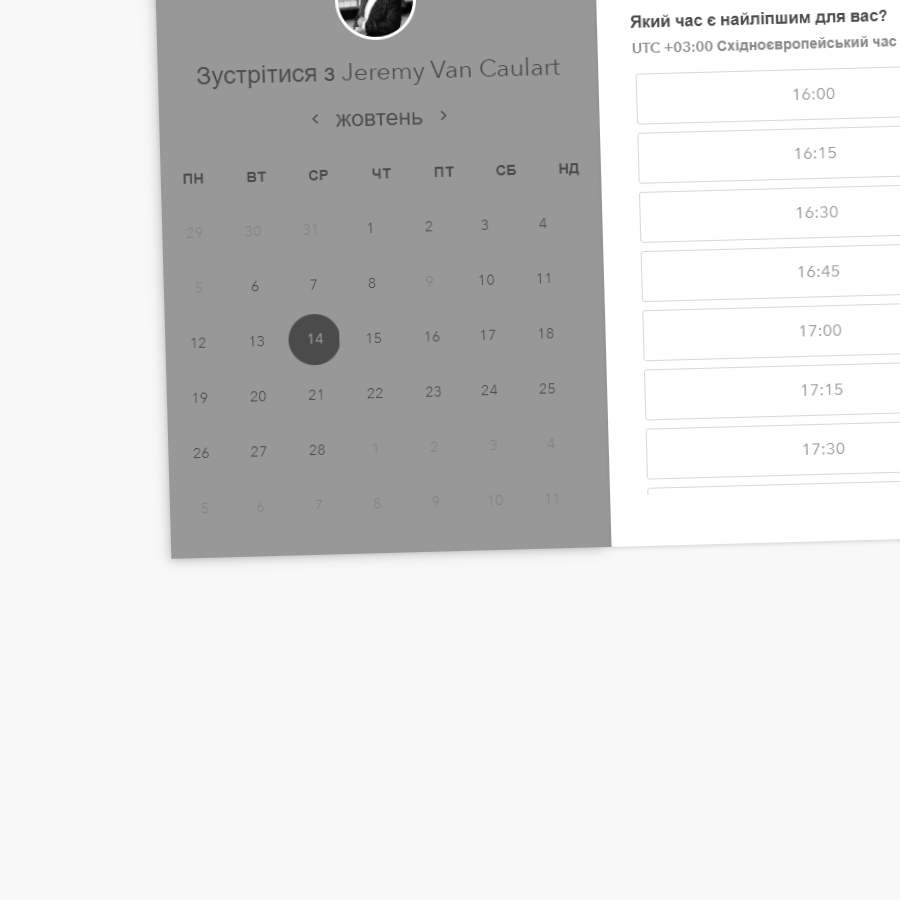 Зустрітися з Jeremy Van Caulart
‹ жовтень ›
ПН ВТ СР ЧТ ПТ СБ НД
29 30 31 1 2 3 4
5 6 7 8 9 10 11
12 13 14 15 16 17 18
19 20 21 22 23 24 25
26 27 28 1 2 3 4
5 6 7 8 9 10 11
Який час є найліпшим для вас?
UTC +03:00 Східноєвропейський час
16:00
16:15
16:30
16:45
17:00
17:15
17:30